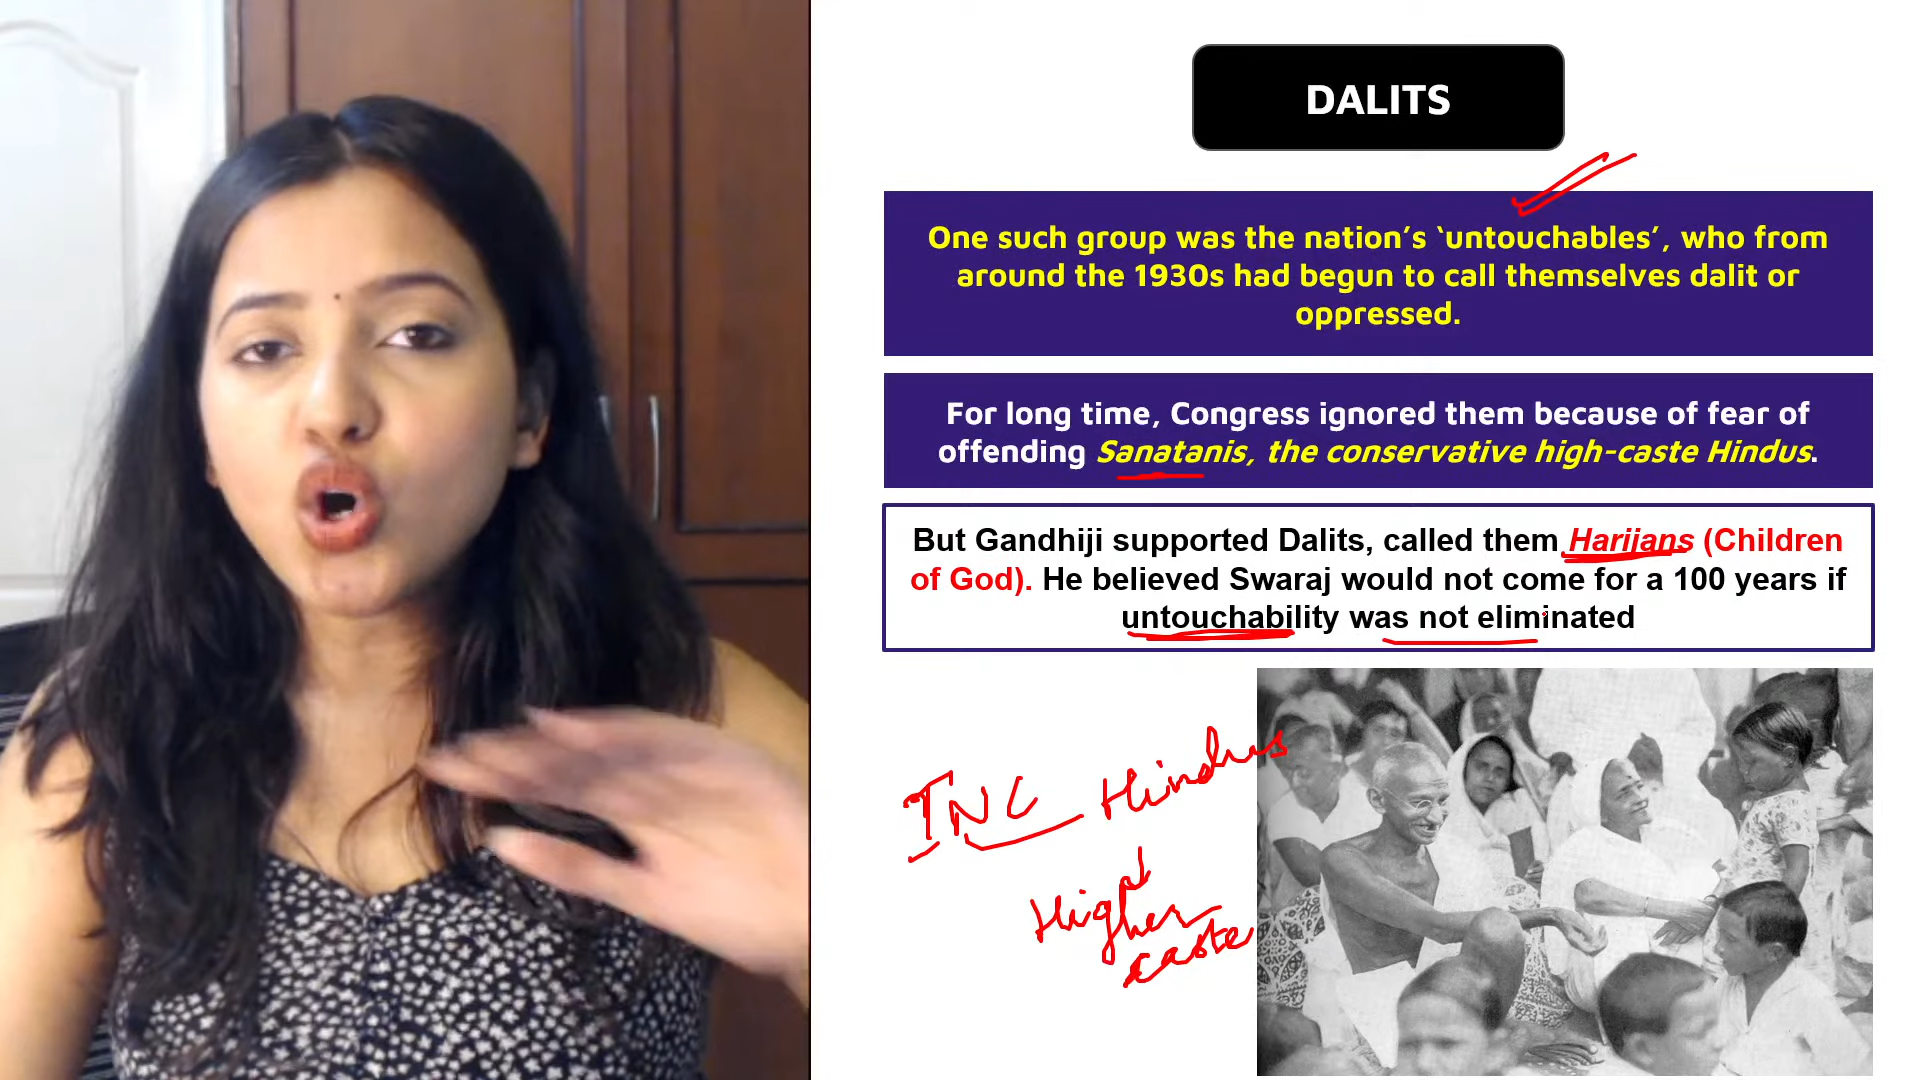 DALITS
One such group was the nation’s ‘untouchables’, who from
around the 1930s had begun to call themselves dalit or
oppressed.
For long time, Congress ignored them because of fear of
offending Sanatanis, the conservative high-caste Hindus.
But Gandhiji supported Dalits, called them Harijans (Children
of God). He believed Swaraj would not come for a 100 years if
untouchability was not eliminated
INC Hindus
Higher
caste